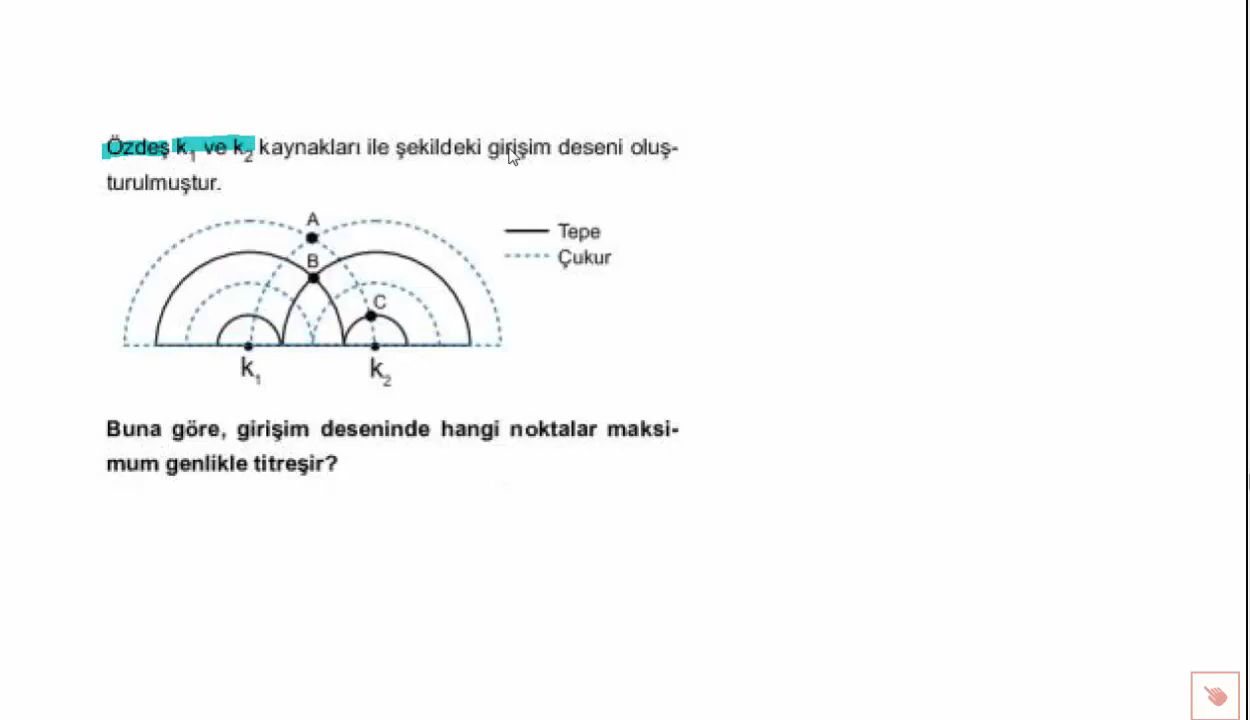 Özdeş k1 ve k2 kaynakları ile şekildeki girişim deseni oluş-
turulmuştur.
A
Tepe
B
Çukur
C
k1
k2
Buna göre, girişim deseninde hangi noktalar maksi-
mum genlikle titreşir?